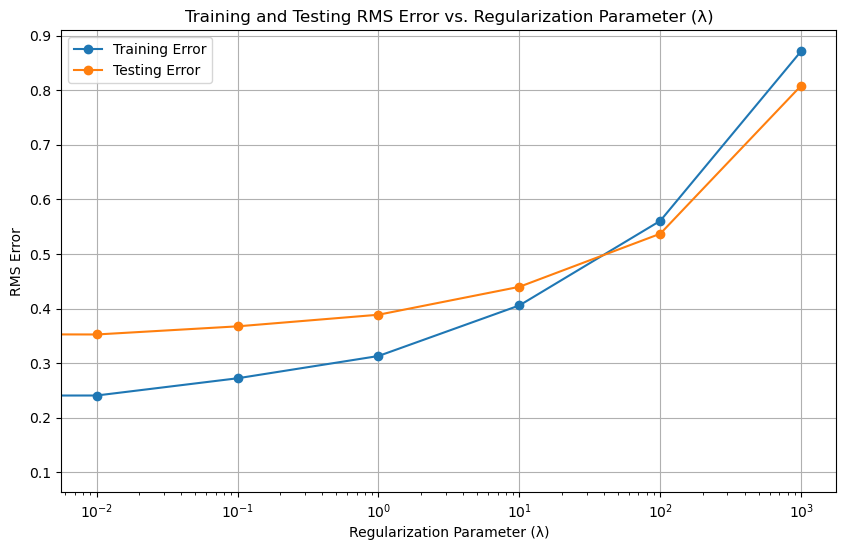 Training and Testing RMS Error vs. Regularization Parameter (λ)
Training Error
Testing Error
RMS Error
0.9
0.8
0.7
0.6
0.5
0.4
0.3
0.2
0.1
10⁻² 10⁻¹ 10⁰ 10¹ 10² 10³
Regularization Parameter (λ)